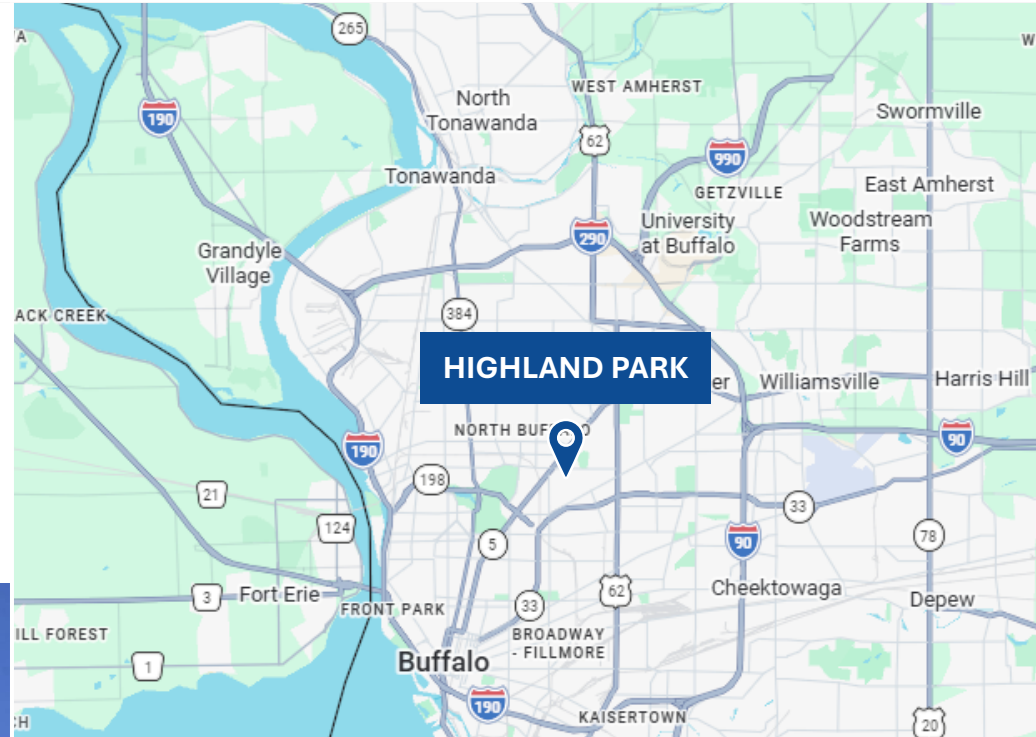 A
265
W
190
North
Tonawanda
WEST AMHERST
62
Swormville
990
Tonawanda
GETZVILLE
East Amherst
University
at Buffalo
Woodstream
Farms
290
Grandyle
Village
ACK CREEK
384
HIGHLAND PARK
er
Williamsville
Harris Hill
NORTH BUF
O
190
90
198
21
33
124
5
90
78
Cheektowaga
3
Fort Erie
FRONT PARK
33
62
Depew
ILL FOREST
BROADWAY
- FILLMORE
1
Buffalo
190
KAISERTOWN
CH
20